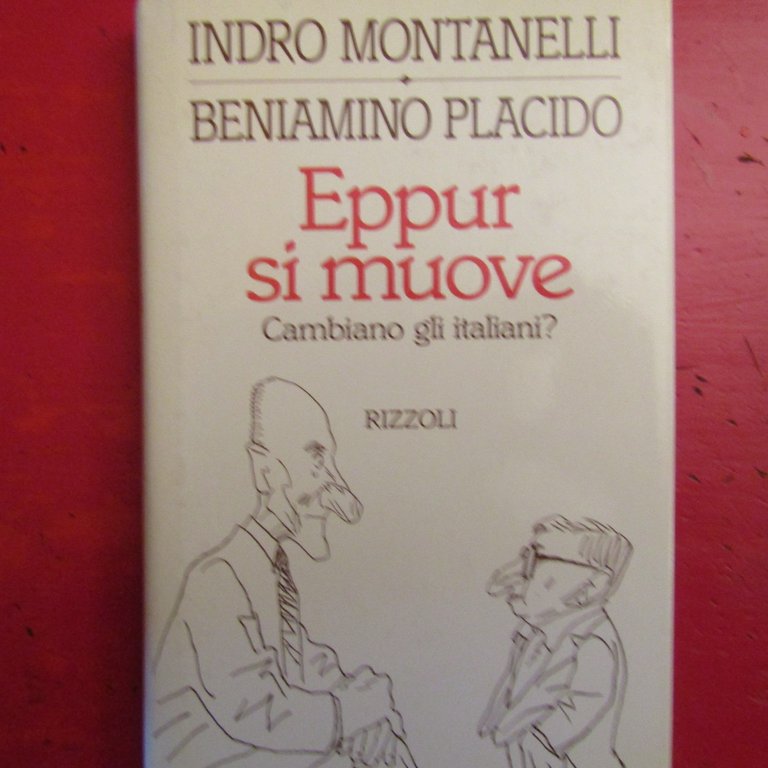 INDRO MONTANELLI
BENIAMINO PLACIDO
Eppur
si muove
Cambiano gli italiani?
RIZZOLI